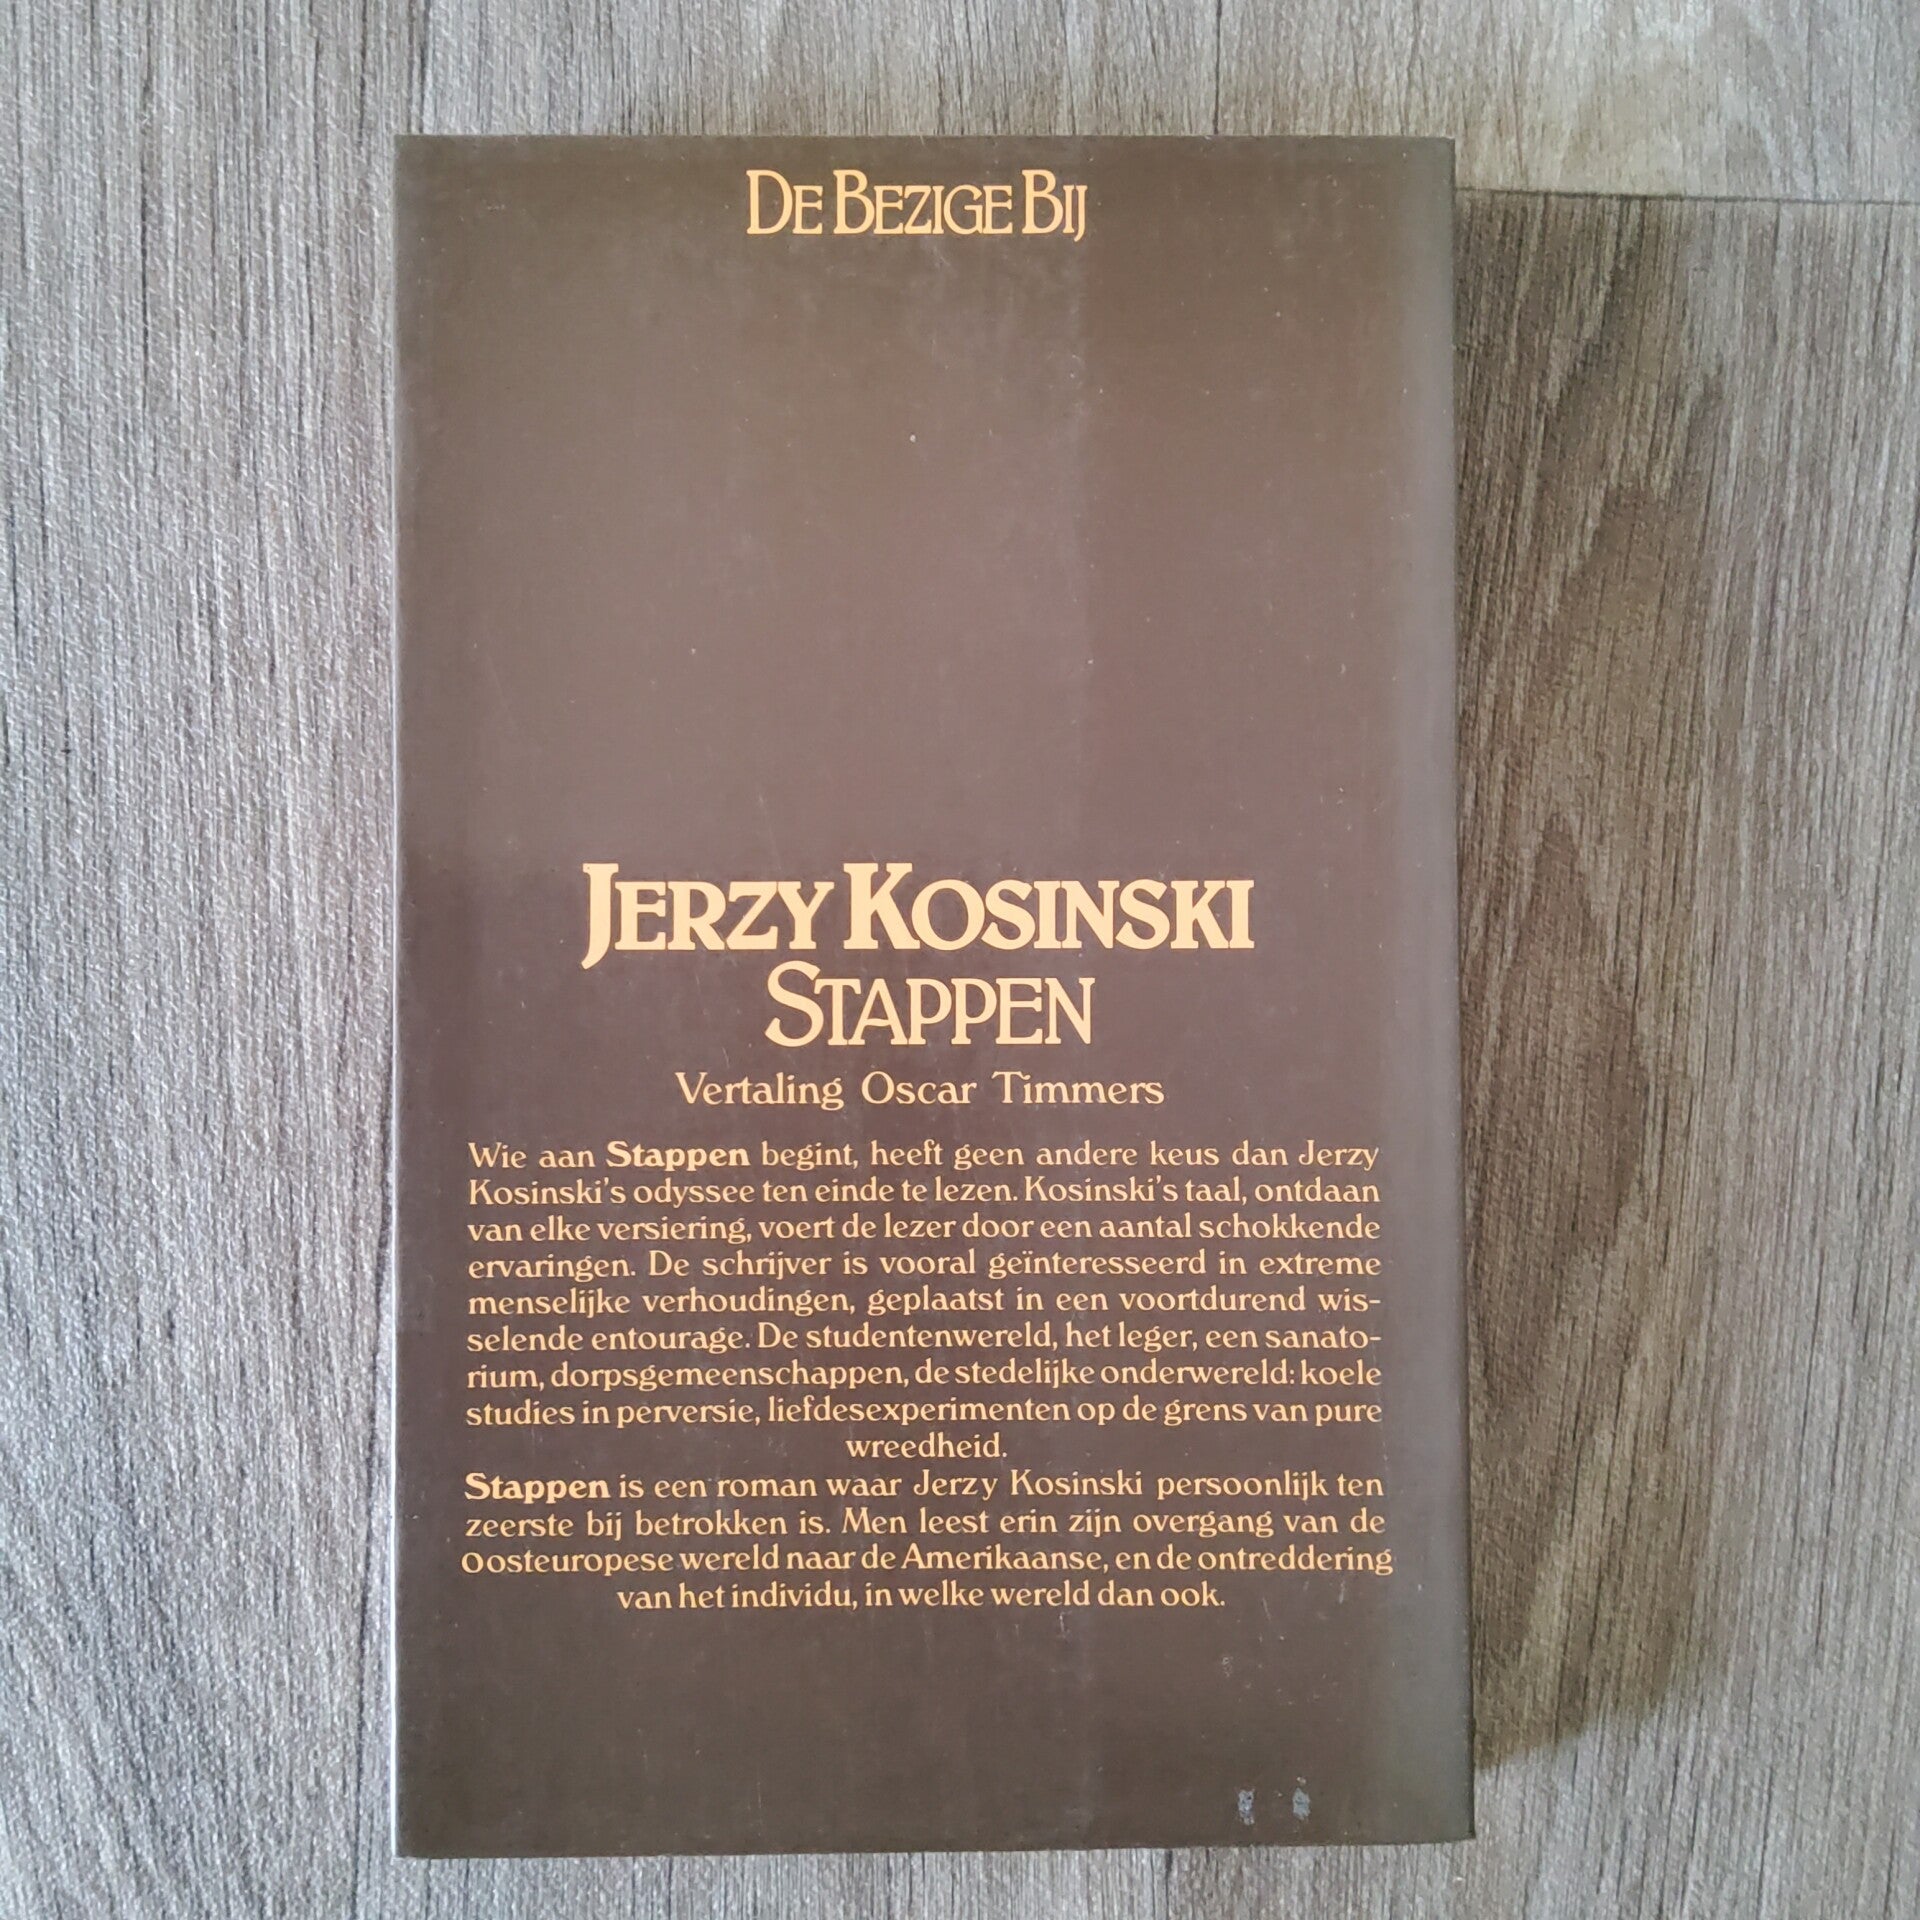 DE BEZIGE BIJ
JERZY KOSINSKI
STAPPEN
Vertaling Oscar Timmers
Wie aan Stappen begint, heeft geen andere keus dan Jerzy
Kosinski's odyssee ten einde te lezen. Kosinski's taal, ontdaan
van elke versiering, voert de lezer door een aantal schokkende
ervaringen. De schrijver is vooral geïnteresseerd in extreme
menselijke verhoudingen, geplaatst in een voortdurend wis-
selende entourage. De studentenwereld, het leger, een sanato-
rium, dorpsgemeenschappen, de stedelijke onderwereld: koele
studies in perversie, liefdesexperimenten op de grens van pure
wreedheid.
Stappen is een roman waar Jerzy Kosinski persoonlijk ten
zeerste bij betrokken is. Men leest erin zijn overgang van de
Oosteuropese wereld naar de Amerikaanse, en de ontreddering
van het individu, in welke wereld dan ook.